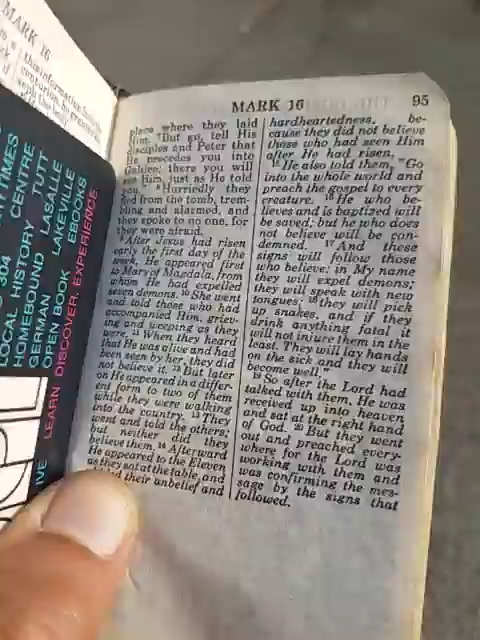 MARK 16
MARK 16
95
place where they laid
Him. 7But go, tell His
disciples and Peter that
He precedes you into
Galilee; there you will
see Him, just as He told
you." 8Hurriedly they
fled from the tomb, trem-
bling and alarmed, and
they spoke to no one, for
they were afraid.
9After Jesus had risen
early the first day of the
week, He appeared first
to Mary of Magdala, from
whom He had expelled
seven demons. 10She went
and told those who had
accompanied Him, griev-
ing and weeping as they
were. 11When they heard
that He was alive and had
been seen by her, they did
not believe it. 12But later
on He appeared in a differ-
ent form to two of them
while they were walking
into the country. 13They
went and told the others;
but neither did they
believe them. 14Afterward
He appeared to the Eleven
as they sat at the table, and
their unbelief and
hardheartedness, be-
cause they did not believe
those who had seen Him
after He had risen.
15He also told them, "Go
into the whole world and
preach the gospel to every
creature. 16He who be-
lieves and is baptized will
be saved; but he who does
not believe will be con-
demned. 17And these
signs will follow those
who believe: in My name
they will expel demons;
they will speak with new
tongues; 18they will pick
up snakes, and if they
drink anything fatal it
will not injure them in the
least. They will lay hands
on the sick and they will
become well."
19So after the Lord had
talked with them, He was
received up into heaven
and sat at the right hand
of God. 20But they went
out and preached every-
where for the Lord was
working with them and
was confirming the mes-
sage by the signs that
followed.
TIMES
304
LOCAL HISTORY CENTRE
HOMEBOUND TUTT
GERMAN LASALLE
OPEN BOOK LAKEVILLE
EBOOKS
LEARN DISCOVER. EXPERIENCE.